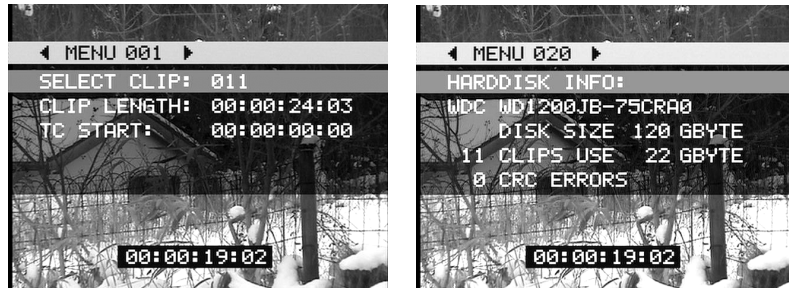 MENU 001
SELECT CLIP: 011
CLIP LENGTH: 00:00:24:03
TC START: 00:00:00:00
00:00:19:02
MENU 020
HARDDISK INFO:
WDC WD1200JB-75CRA0
DISK SIZE 120 GBYTE
11 CLIPS USE 22 GBYTE
0 CRC ERRORS
00:00:19:02